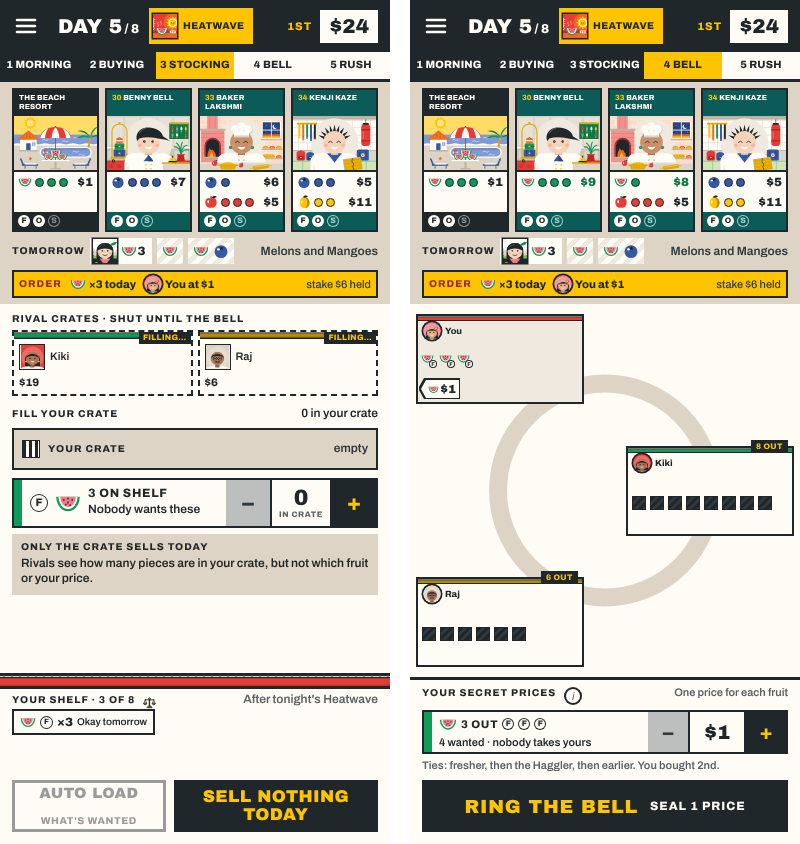 DAY 5 / 8
HEATWAVE
1ST
$24
1 MORNING
2 BUYING
3 STOCKING
4 BELL
5 RUSH
THE BEACH
RESORT
30 BENNY BELL
33 BAKER
LAKSHMI
34 KENJI KAZE
$1
$7
$6
$5
$5
$11
F O S
F O S
F O S
F O S
TOMORROW
3
Melons and Mangoes
ORDER
×3 today
You at $1
stake $6 held
RIVAL CRATES · SHUT UNTIL THE BELL
FILLING...
Kiki
$19
FILLING...
Raj
$6
FILL YOUR CRATE
0 in your crate
YOUR CRATE
empty
F
3 ON SHELF
Nobody wants these
–
0
IN CRATE
+
ONLY THE CRATE SELLS TODAY
Rivals see how many pieces are in your crate, but not which fruit
or your price.
YOUR SHELF · 3 OF 8
After tonight's Heatwave
F ×3 Okay tomorrow
AUTO LOAD
WHAT'S WANTED
SELL NOTHING
TODAY
DAY 5 / 8
HEATWAVE
1ST
$24
1 MORNING
2 BUYING
3 STOCKING
4 BELL
5 RUSH
THE BEACH
RESORT
30 BENNY BELL
33 BAKER
LAKSHMI
34 KENJI KAZE
$1
$9
$8
$5
$5
$11
F O S
F O S
F O S
F O S
TOMORROW
3
Melons and Mangoes
ORDER
×3 today
You at $1
stake $6 held
You
F F F
$1
8 OUT
Kiki
6 OUT
Raj
YOUR SECRET PRICES
i
One price for each fruit
3 OUT F F F
4 wanted · nobody takes yours
–
$1
+
Ties: fresher, then the Haggler, then earlier. You bought 2nd.
RING THE BELL SEAL 1 PRICE